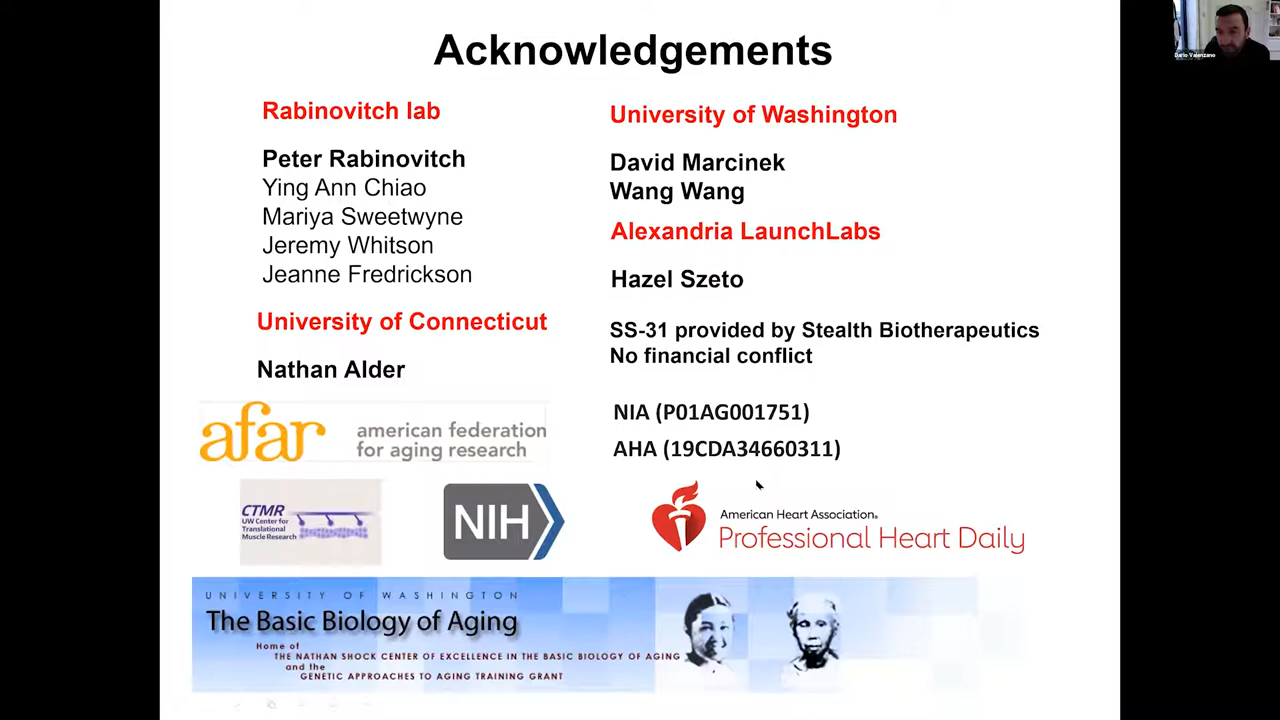 Acknowledgements
Rabinovitch lab
Peter Rabinovitch
Ying Ann Chiao
Mariya Sweetwyne
Jeremy Whitson
Jeanne Fredrickson
University of Connecticut
Nathan Alder
University of Washington
David Marcinek
Wang Wang
Alexandria LaunchLabs
Hazel Szeto
SS-31 provided by Stealth Biotherapeutics
No financial conflict
NIA (P01AG001751)
AHA (19CDA34660311)
afar
american federation
for aging research
CTMR
UW Center for
Translational
Muscle Research
NIH
American Heart Association®
Professional Heart Daily
UNIVERSITY OF WASHINGTON
The Basic Biology of Aging
Home of
THE NATHAN SHOCK CENTER OF EXCELLENCE IN THE BASIC BIOLOGY OF AGING
and the
GENETIC APPROACHES TO AGING TRAINING GRANT
Dario Valenzano